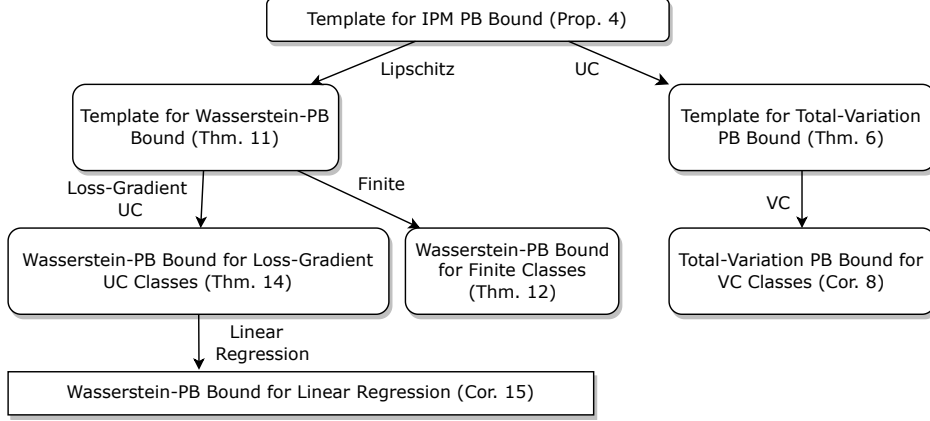 Template for IPM PB Bound (Prop. 4)
Lipschitz
UC
Template for Wasserstein-PB
Bound (Thm. 11)
Template for Total-Variation
PB Bound (Thm. 6)
Loss-Gradient
UC
Finite
VC
Wasserstein-PB Bound for Loss-Gradient
UC Classes (Thm. 14)
Wasserstein-PB Bound
for Finite Classes
(Thm. 12)
Total-Variation PB Bound for
VC Classes (Cor. 8)
Linear
Regression
Wasserstein-PB Bound for Linear Regression (Cor. 15)